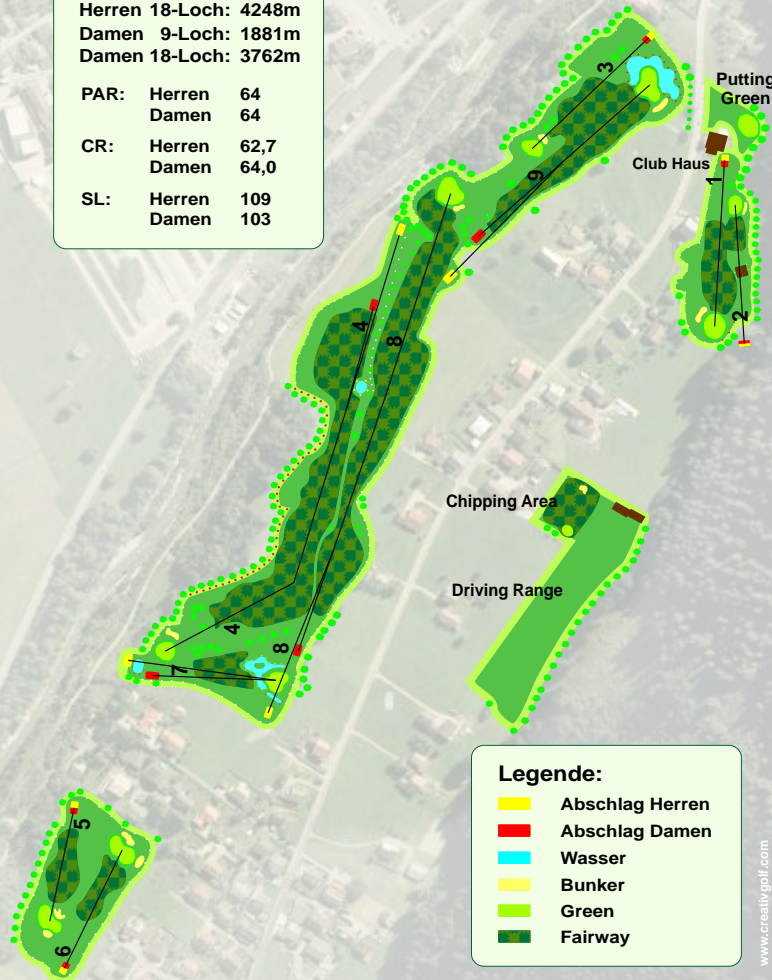 Herren 18-Loch: 4248m
Damen 9-Loch: 1881m
Damen 18-Loch: 3762m
PAR: Herren 64
Damen 64
CR: Herren 62,7
Damen 64,0
SL: Herren 109
Damen 103
3
Putting
Green
Club Haus
1
9
4
8
2
Chipping Area
Driving Range
4
8
7
5
6
Legende:
Abschlag Herren
Abschlag Damen
Wasser
Bunker
Green
Fairway
www.creativgolf.com